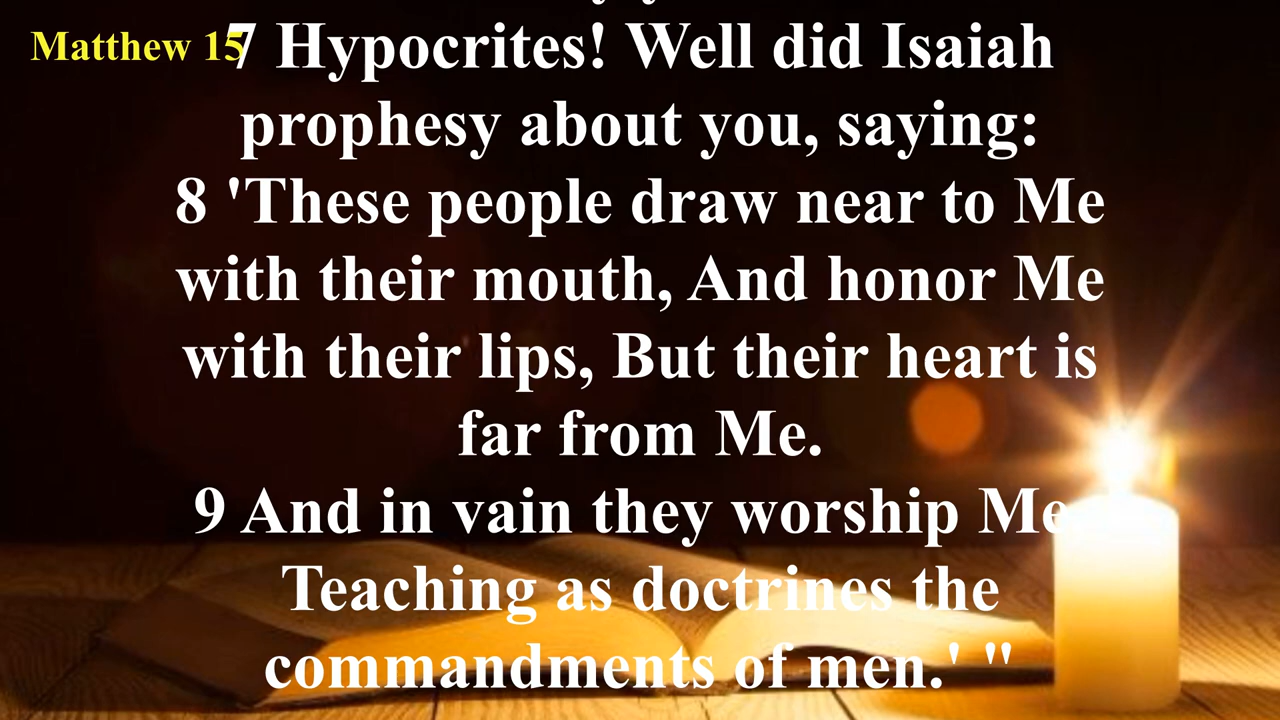 Matthew 15
7 Hypocrites! Well did Isaiah
prophesy about you, saying:
8 'These people draw near to Me
with their mouth, And honor Me
with their lips, But their heart is
far from Me.
9 And in vain they worship Me,
Teaching as doctrines the
commandments of men.' "